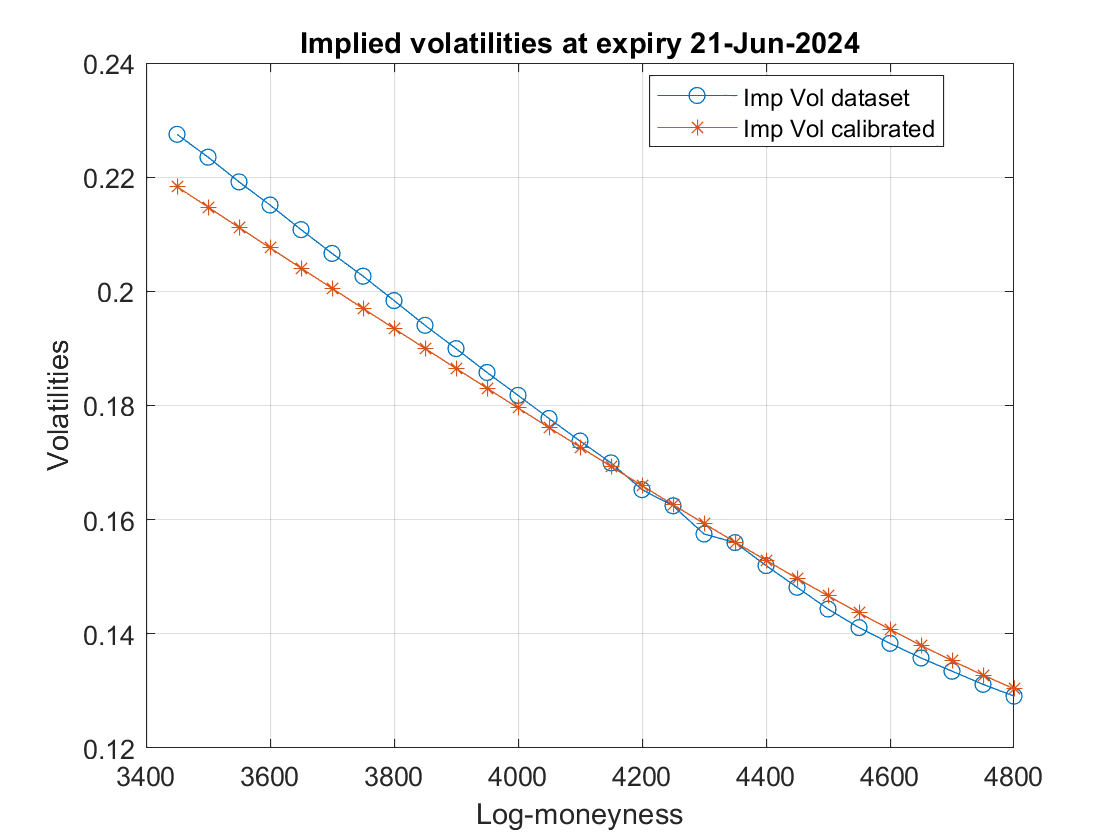 Implied volatilities at expiry 21-Jun-2024
0.24
Imp Vol dataset
Imp Vol calibrated
0.22
0.2
Volatilities
0.18
0.16
0.14
0.12
3400 3600 3800 4000 4200 4400 4600 4800
Log-moneyness